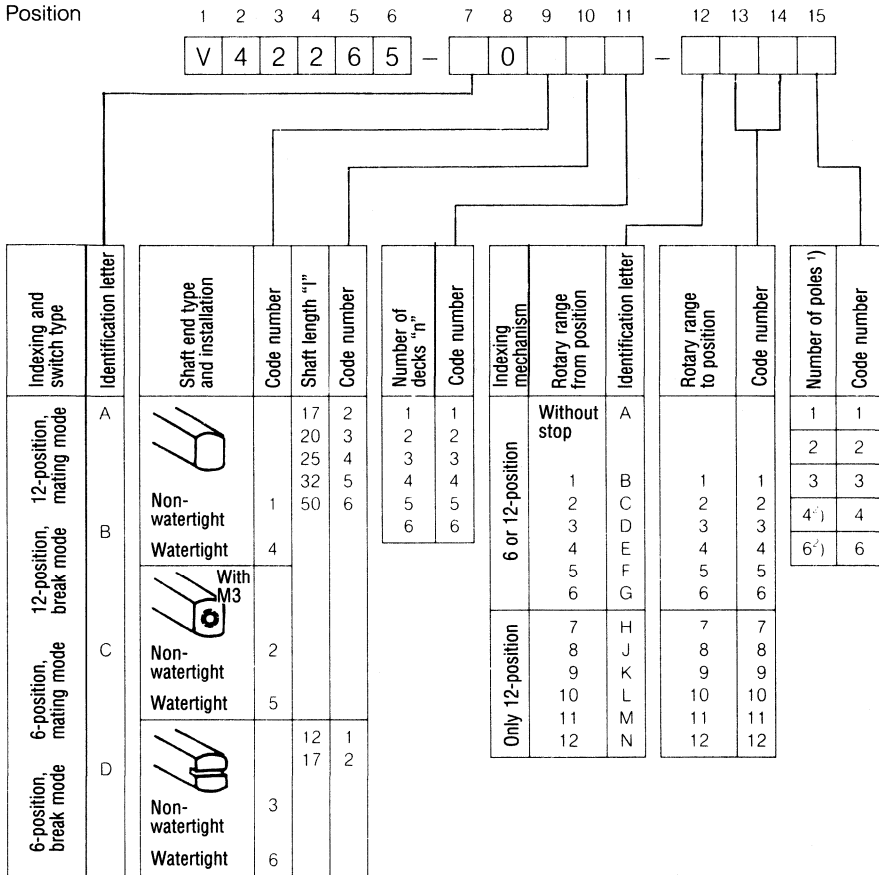 Position
1 2 3 4 5 6 7 8 9 10 11 12 13 14 15
V 4 2 2 6 5 – 0 –
Indexing and
switch type
Identification letter
12-position,
mating mode
A
12-position,
break mode
B
6-position,
mating mode
C
6-position,
break mode
D
Shaft end type
and installation
Code number
Shaft length "l"
Code number
Non-
watertight
1
Watertight 4
With
M3
Non-
watertight
2
Watertight 5
Non-
watertight
3
Watertight 6
17 2
20 3
25 4
32 5
50 6
12 1
17 2
Number of
decks "n"
Code number
1 1
2 2
3 3
4 4
5 5
6 6
Indexing
mechanism
Rotary range
from position
Identification letter
6 or 12-position
Without
stop
A
1 B
2 C
3 D
4 E
5 F
6 G
Only 12-position
7 H
8 J
9 K
10 L
11 M
12 N
Rotary range
to position
Code number
1 1
2 2
3 3
4 4
5 5
6 6
7 7
8 8
9 9
10 10
11 11
12 12
Number of poles ¹)
Code number
1 1
2 2
3 3
4²) 4
6²) 6